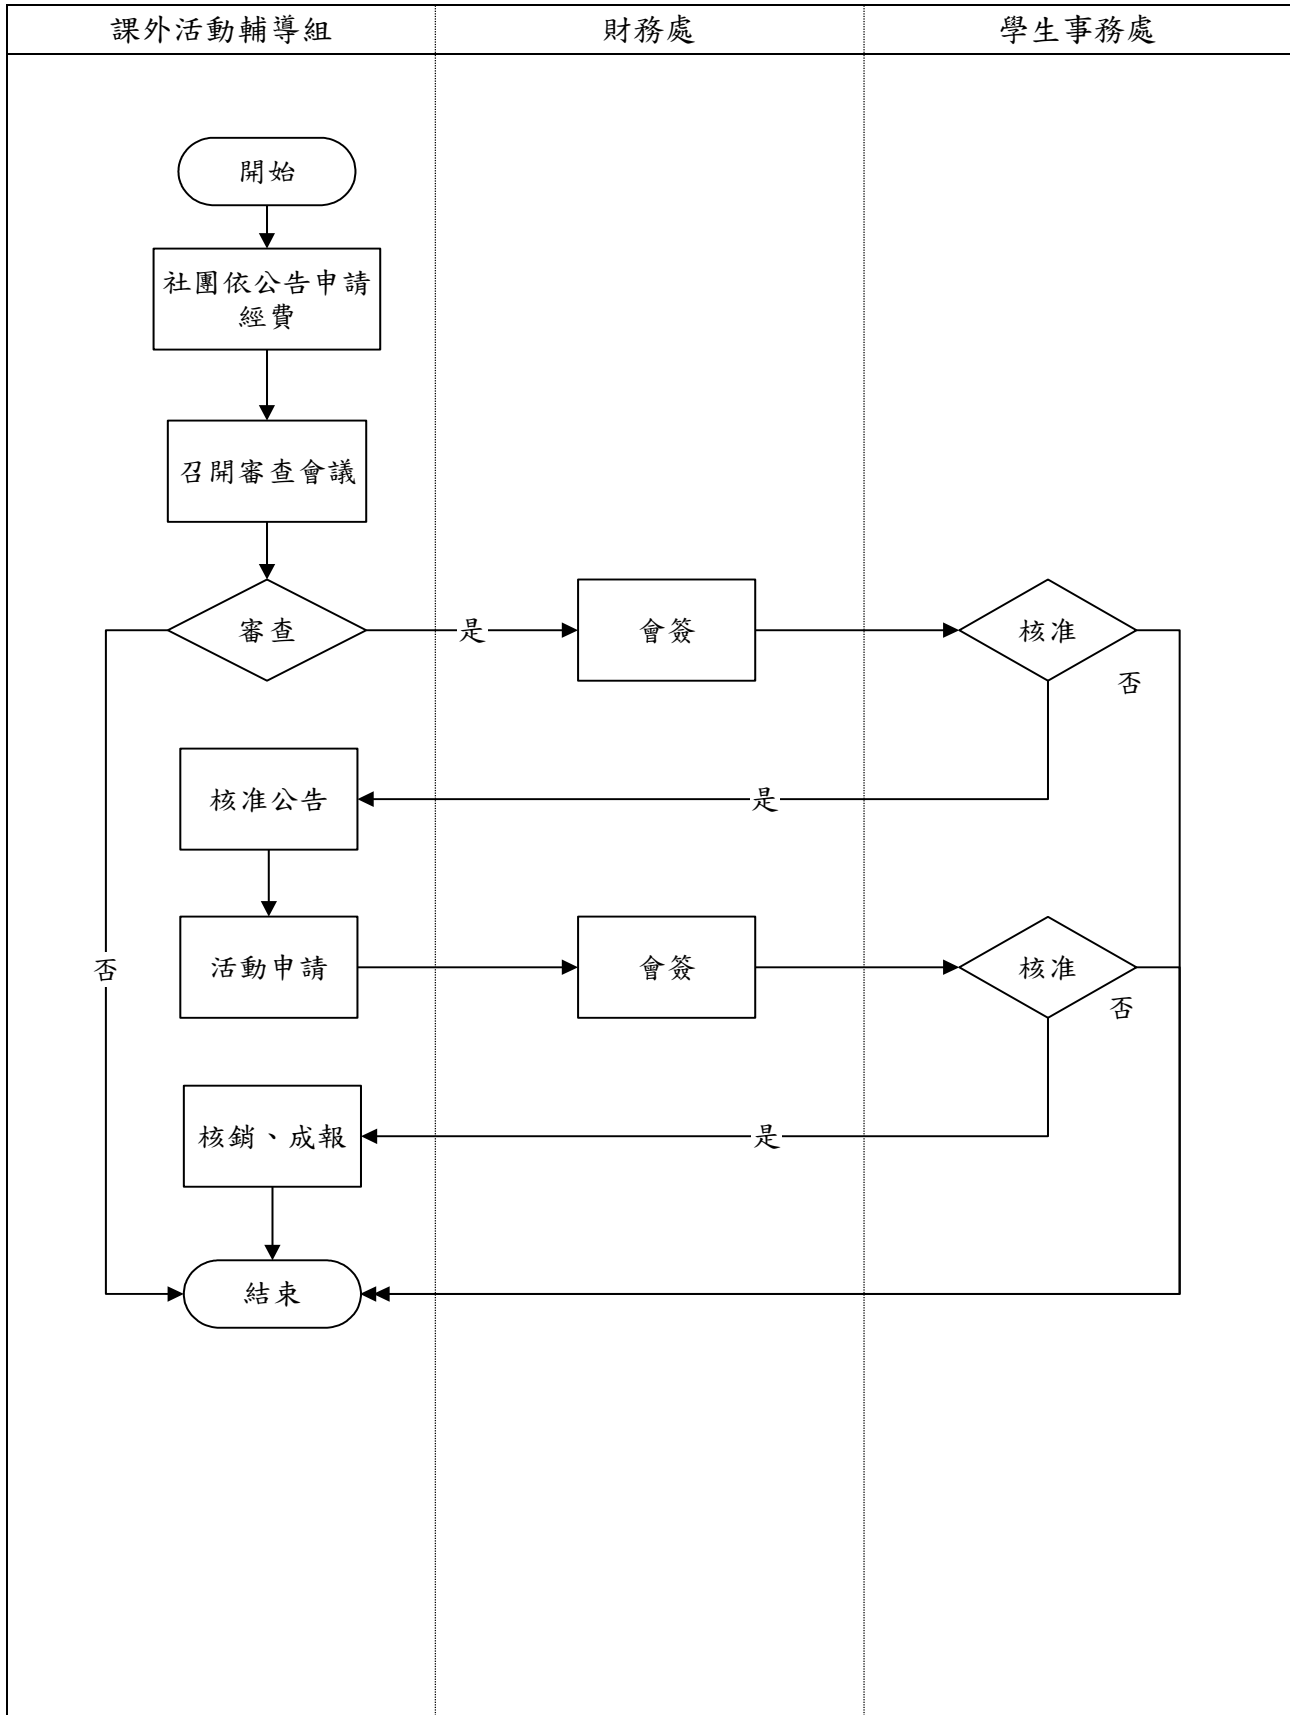 課外活動輔導組
財務處
學生事務處
開始
社團依公告申請
經費
召開審查會議
審查
是
會簽
核准
否
核准公告
是
否
活動申請
會簽
核准
否
核銷、成報
是
結束